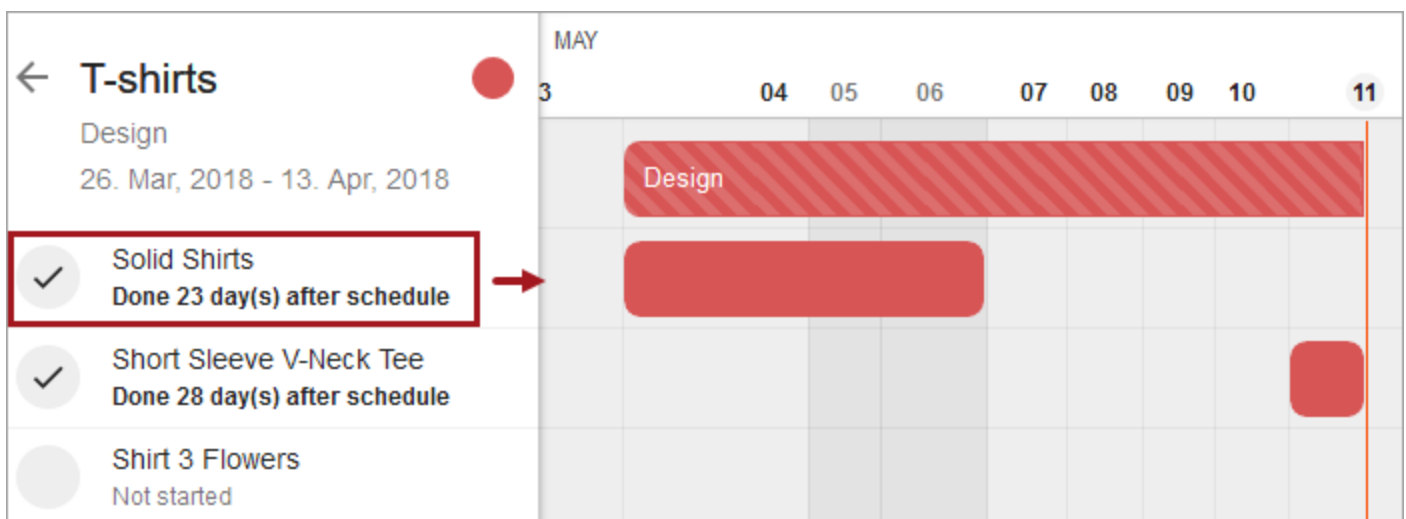 MAY
T-shirts
3 04 05 06 07 08 09 10 11
Design
26. Mar, 2018 - 13. Apr, 2018
Design
Solid Shirts
Done 23 day(s) after schedule
Short Sleeve V-Neck Tee
Done 28 day(s) after schedule
Shirt 3 Flowers
Not started